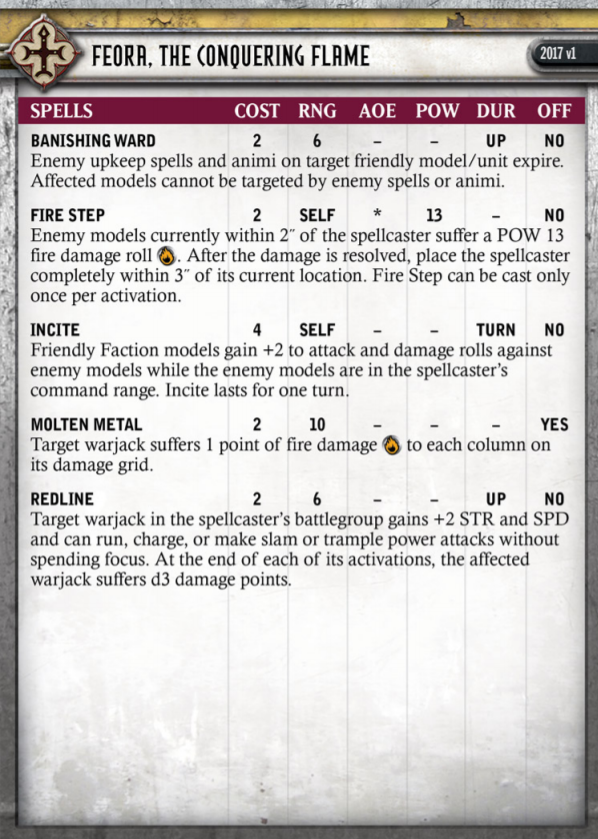 FEORA, THE CONQUERING FLAME
2017 v1
SPELLS COST RNG AOE POW DUR OFF
BANISHING WARD 2 6 – – UP NO
Enemy upkeep spells and animi on target friendly model/unit expire.
Affected models cannot be targeted by enemy spells or animi.
FIRE STEP 2 SELF * 13 – NO
Enemy models currently within 2˝ of the spellcaster suffer a POW 13
fire damage roll . After the damage is resolved, place the spellcaster
completely within 3˝ of its current location. Fire Step can be cast only
once per activation.
INCITE 4 SELF – – TURN NO
Friendly Faction models gain +2 to attack and damage rolls against
enemy models while the enemy models are in the spellcaster's
command range. Incite lasts for one turn.
MOLTEN METAL 2 10 – – – YES
Target warjack suffers 1 point of fire damage to each column on
its damage grid.
REDLINE 2 6 – – UP NO
Target warjack in the spellcaster's battlegroup gains +2 STR and SPD
and can run, charge, or make slam or trample power attacks without
spending focus. At the end of each of its activations, the affected
warjack suffers d3 damage points.